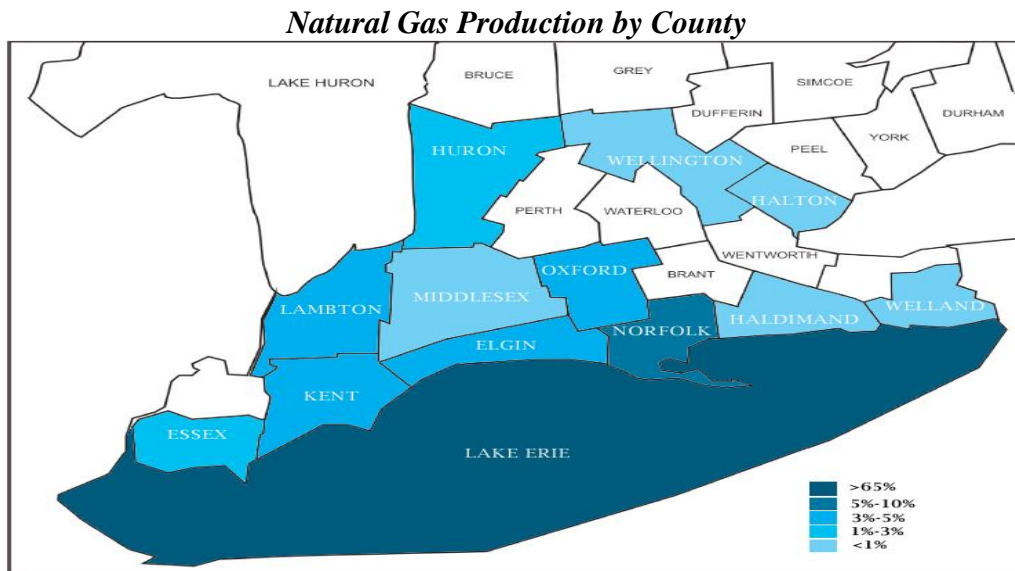 Natural Gas Production by County
LAKE HURON
BRUCE
GREY
SIMCOE
DUFFERIN
DURHAM
YORK
PEEL
HURON
WELLINGTON
HALTON
PERTH
WATERLOO
WENTWORTH
OXFORD
BRANT
MIDDLESEX
LAMBTON
WELLAND
HALDIMAND
NORFOLK
ELGIN
KENT
ESSEX
LAKE ERIE
>65%
5%-10%
3%-5%
1%-3%
<1%